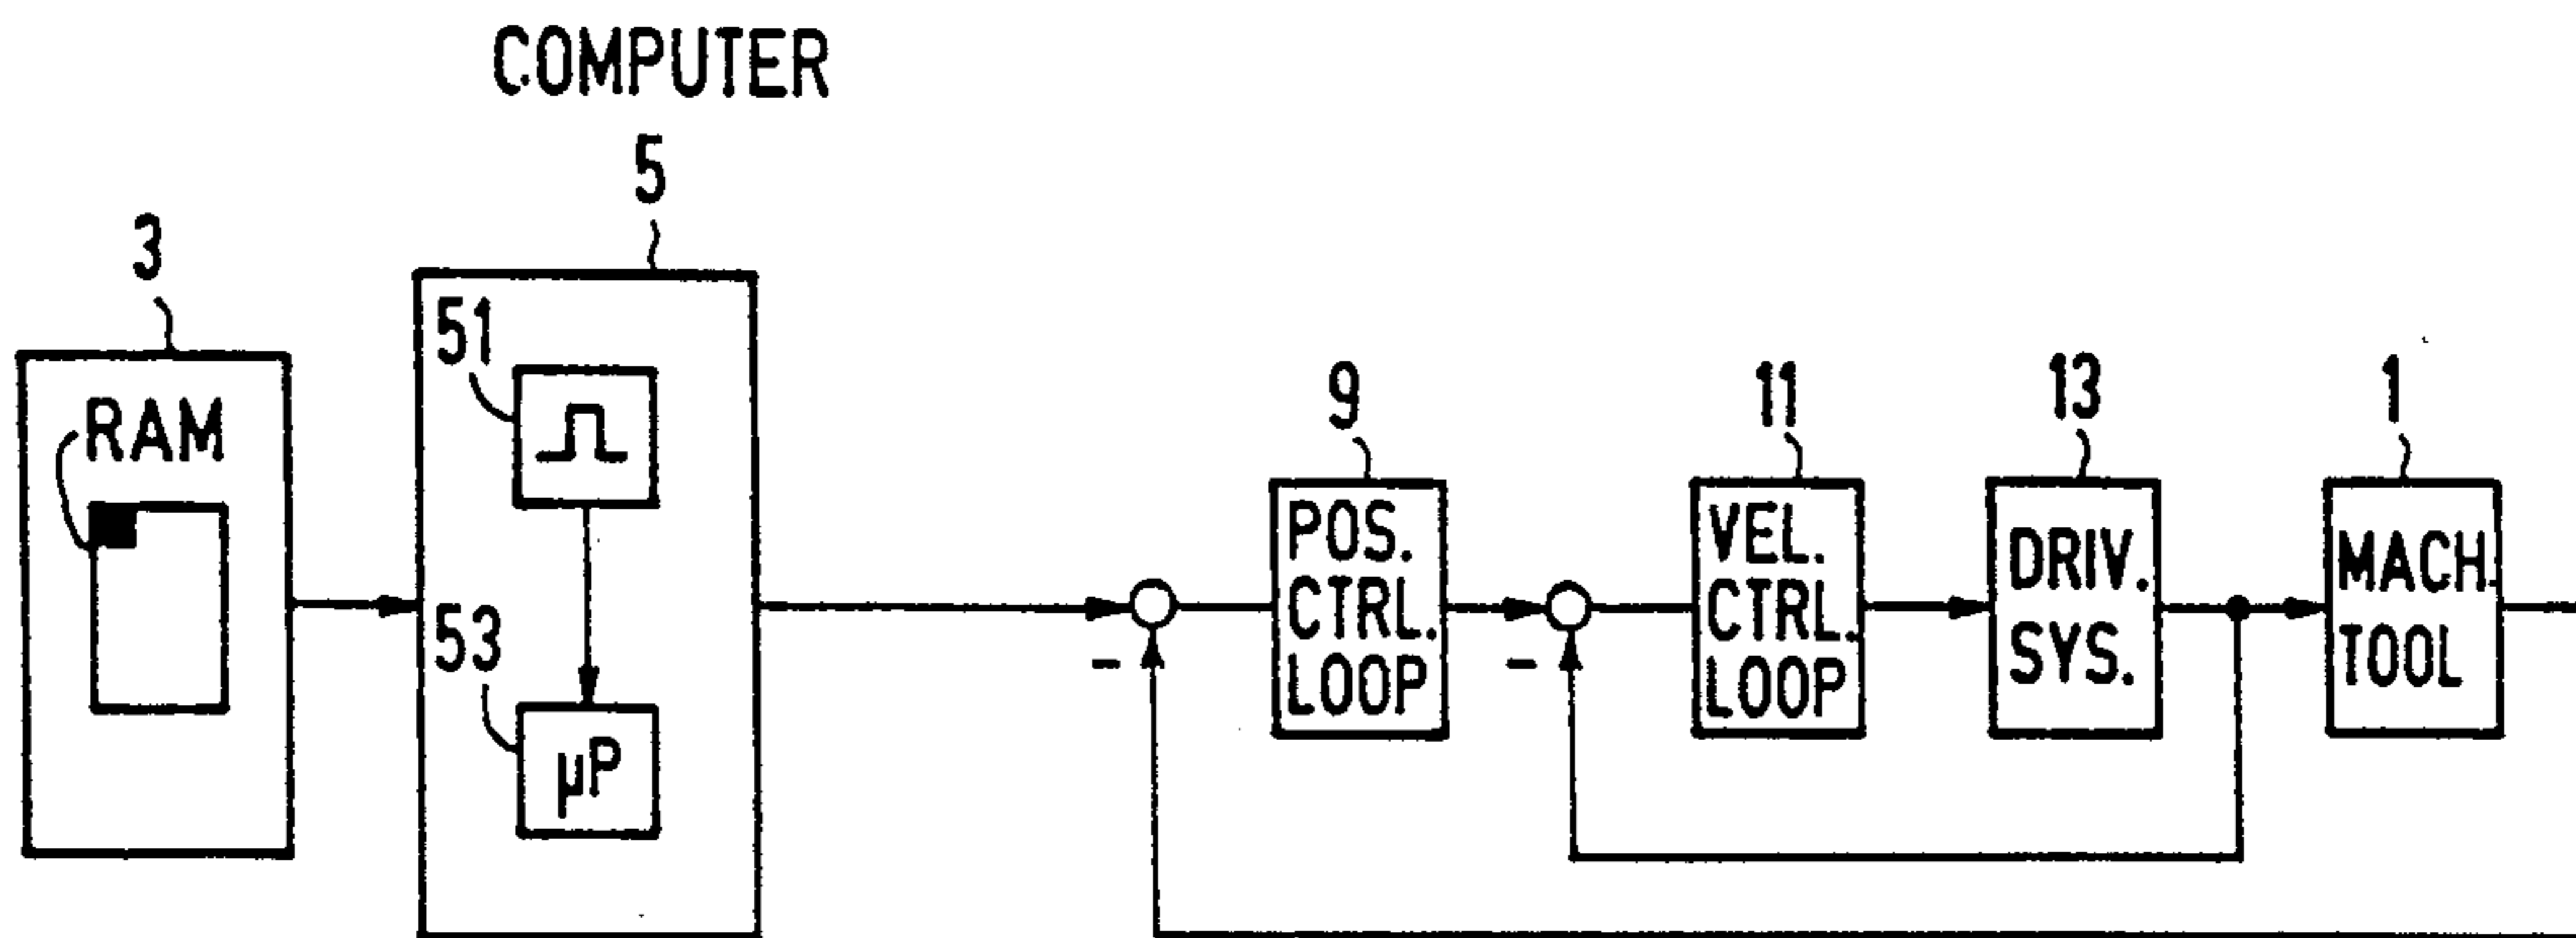 COMPUTER
5
3
51
RAM
53
μP
9
POS.
CTRL.
LOOP
-
11
VEL.
CTRL.
LOOP
-
13
DRIV.
SYS.
1
MACH.
TOOL